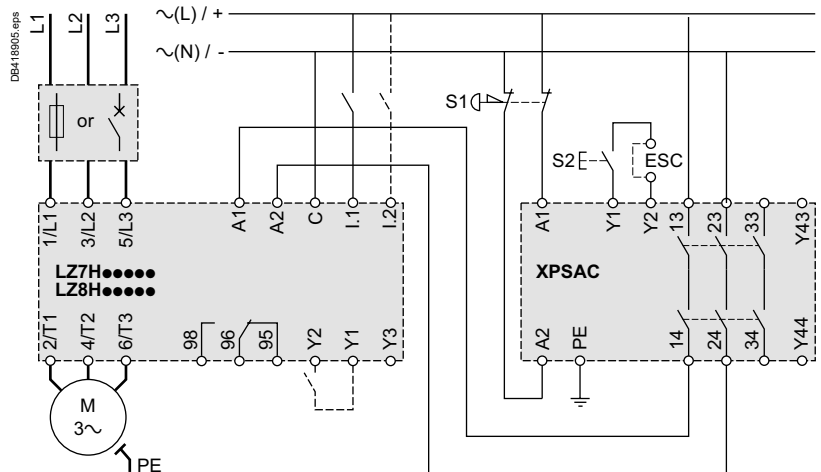 DB418905.eps
L1
L2
L3
∼(L) / +
∼(N) / -
or
S1
S2
ESC
1/L1
3/L2
5/L3
A1
A2
C
I.1
I.2
A1
Y1
Y2
13
23
33
Y43
LZ7H●●●●●
LZ8H●●●●●
XPSAC
2/T1
4/T2
6/T3
98
96
95
Y2
Y1
Y3
A2
PE
14
24
34
Y44
M
3∼
PE